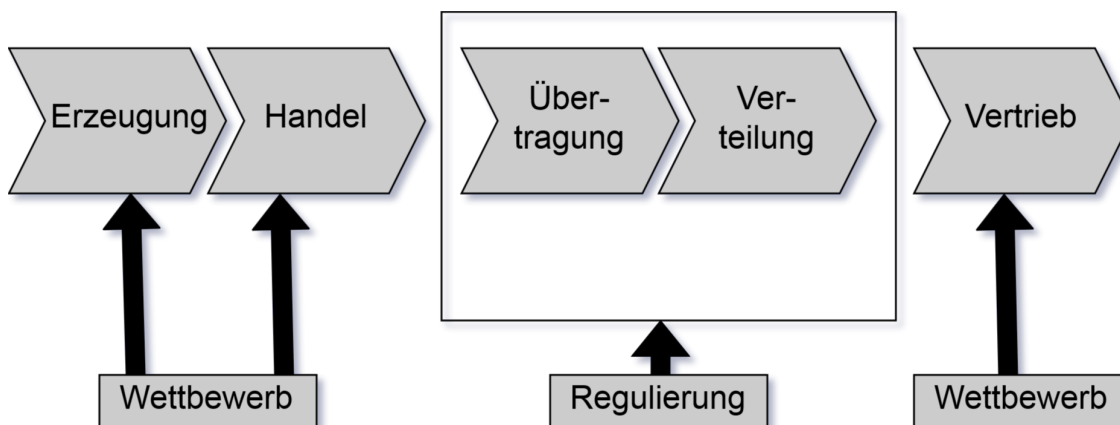 Erzeugung
Handel
Über-
tragung
Ver-
teilung
Vertrieb
Wettbewerb
Regulierung
Wettbewerb